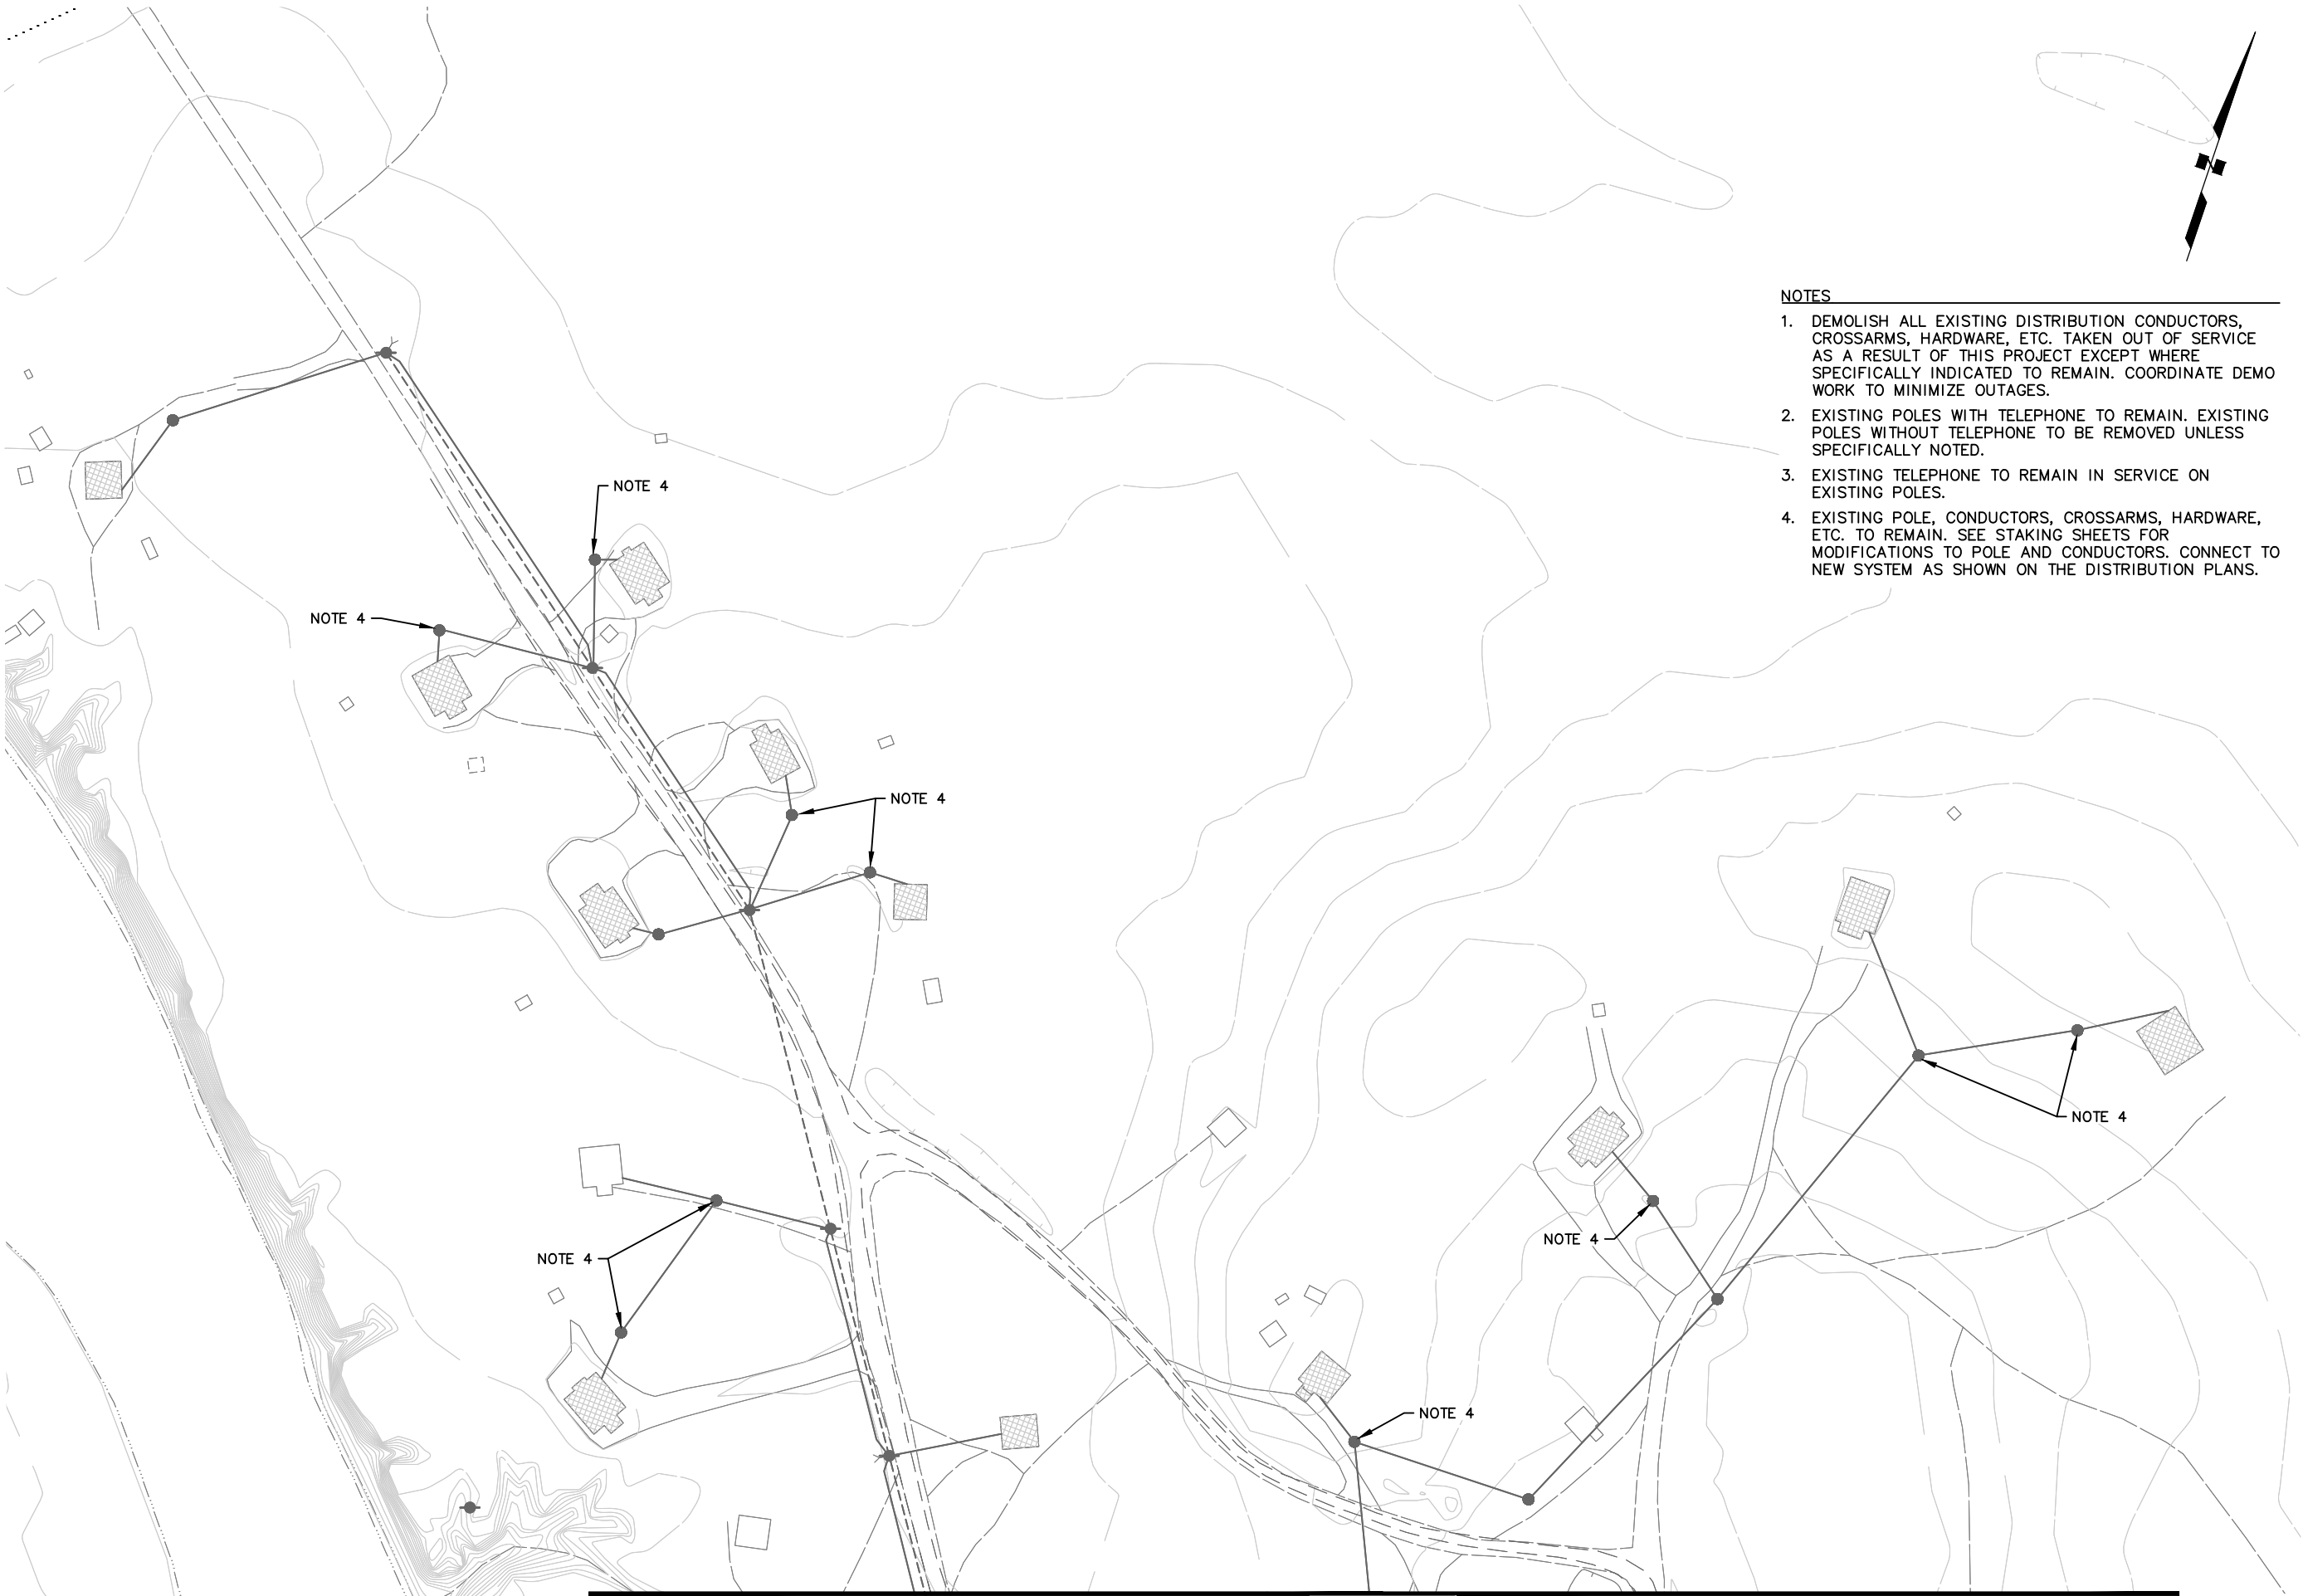 N
NOTES
1. DEMOLISH ALL EXISTING DISTRIBUTION CONDUCTORS,
CROSSARMS, HARDWARE, ETC. TAKEN OUT OF SERVICE
AS A RESULT OF THIS PROJECT EXCEPT WHERE
SPECIFICALLY INDICATED TO REMAIN. COORDINATE DEMO
WORK TO MINIMIZE OUTAGES.
2. EXISTING POLES WITH TELEPHONE TO REMAIN. EXISTING
POLES WITHOUT TELEPHONE TO BE REMOVED UNLESS
SPECIFICALLY NOTED.
3. EXISTING TELEPHONE TO REMAIN IN SERVICE ON
EXISTING POLES.
4. EXISTING POLE, CONDUCTORS, CROSSARMS, HARDWARE,
ETC. TO REMAIN. SEE STAKING SHEETS FOR
MODIFICATIONS TO POLE AND CONDUCTORS. CONNECT TO
NEW SYSTEM AS SHOWN ON THE DISTRIBUTION PLANS.
NOTE 4
NOTE 4
NOTE 4
NOTE 4
NOTE 4
NOTE 4
NOTE 4